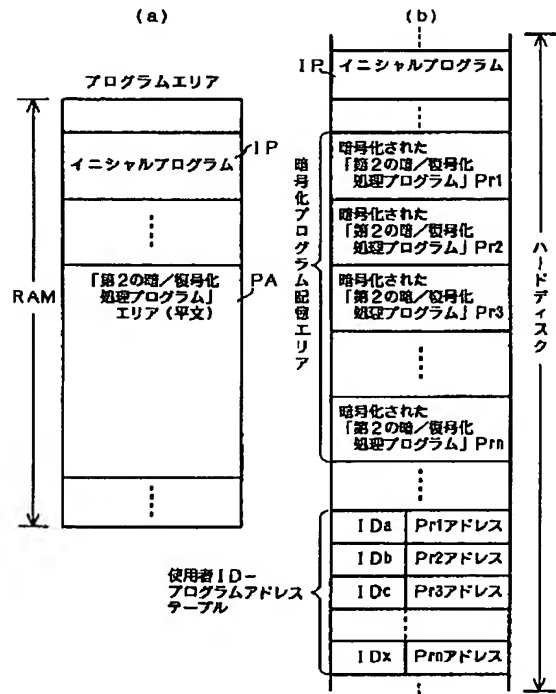 (a)
プログラムエリア
RAM
イニシャルプログラム
IP
「第2の暗/復号化
処理プログラム」
エリア(平文)
PA
(b)
IP
イニシャルプログラム
暗号化プログラム記憶エリア
暗号化された
「第2の暗/復号化
処理プログラム」Pr1
暗号化された
「第2の暗/復号化
処理プログラム」Pr2
暗号化された
「第2の暗/復号化
処理プログラム」Pr3
暗号化された
「第2の暗/復号化
処理プログラム」Prn
使用者ID-
プログラムアドレス
テーブル
IDa Pr1アドレス
IDb Pr2アドレス
IDc Pr3アドレス
IDx Prnアドレス
ハードディスク